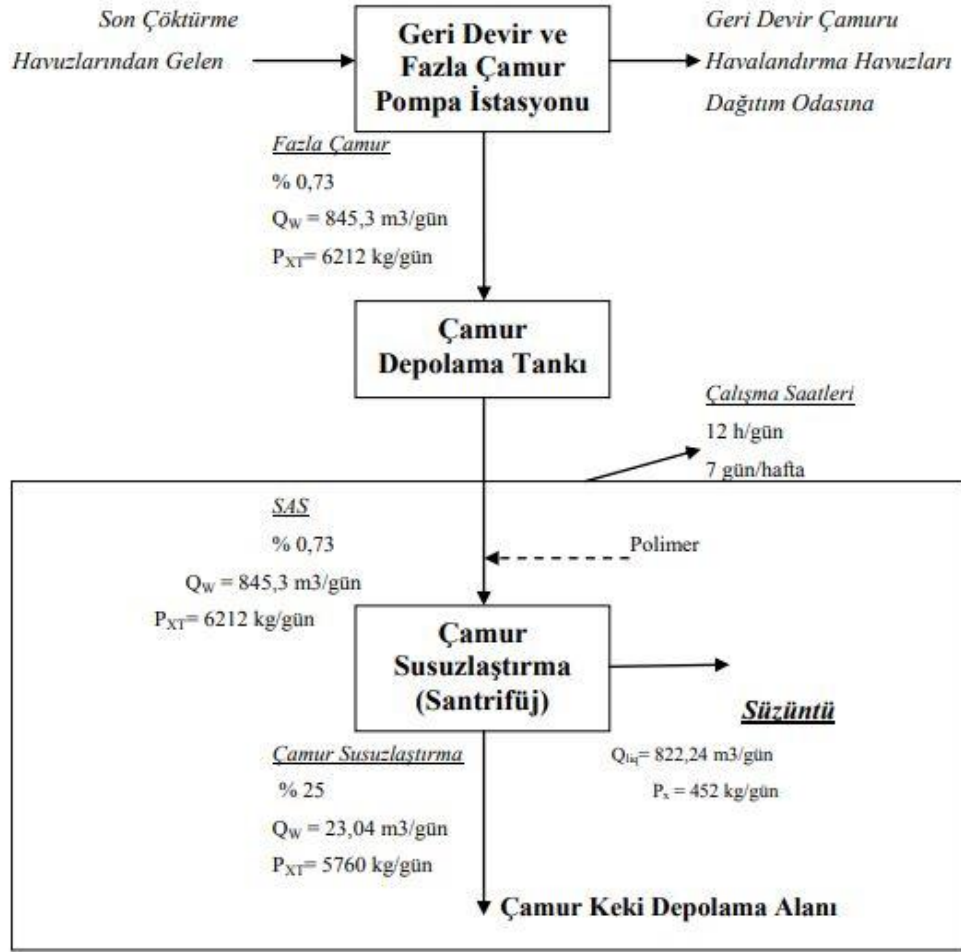 Son Çöktürme
Havuzlarından Gelen
Geri Devir ve
Fazla Çamur
Pompa İstasyonu
Geri Devir Çamuru
Havalandırma Havuzları
Dağıtım Odasına
Fazla Çamur
% 0,73
QW = 845,3 m3/gün
PXT= 6212 kg/gün
Çamur
Depolama Tankı
Çalışma Saatleri
12 h/gün
7 gün/hafta
SAS
% 0,73
QW = 845,3 m3/gün
PXT= 6212 kg/gün
Polimer
Çamur
Susuzlaştırma
(Santrifüj)
Süzüntü
Qliq= 822,24 m3/gün
Px = 452 kg/gün
Çamur Susuzlaştırma
% 25
QW = 23,04 m3/gün
PXT= 5760 kg/gün
Çamur Keki Depolama Alanı